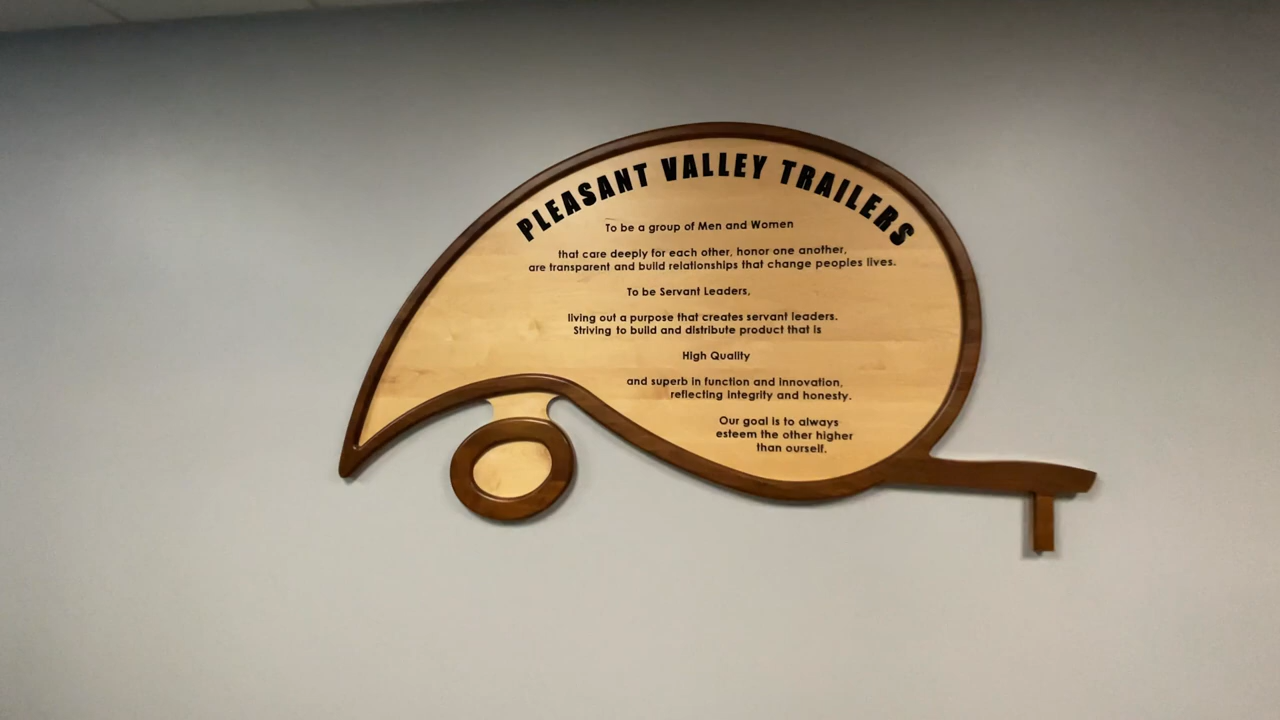 PLEASANT VALLEY TRAILERS
To be a group of Men and Women
that care deeply for each other, honor one another,
are transparent and build relationships that change peoples lives.
To be Servant Leaders,
living out a purpose that creates servant leaders.
Striving to build and distribute product that is
High Quality
and superb in function and innovation,
reflecting integrity and honesty.
Our goal is to always
esteem the other higher
than ourself.